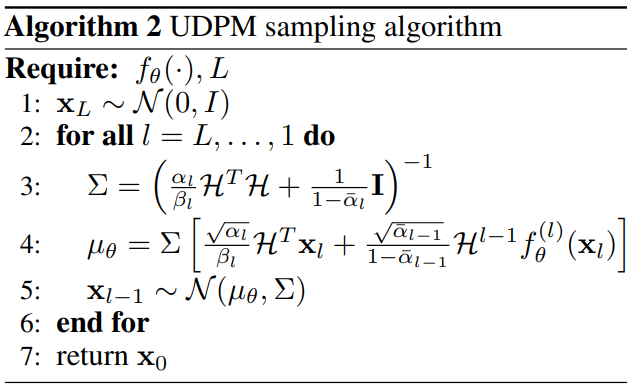 Algorithm 2 UDPM sampling algorithm
Require: $f_\theta(\cdot), L$
1: $\mathbf{x}_L \sim \mathcal{N}(0, I)$
2: for all $l = L, \ldots, 1$ do
3: $\Sigma = \left( \frac{\alpha_l}{\beta_l} \mathcal{H}^T \mathcal{H} + \frac{1}{1-\bar{\alpha}_l} \mathbf{I} \right)^{-1}$
4: $\mu_\theta = \Sigma \left[ \frac{\sqrt{\alpha_l}}{\beta_l} \mathcal{H}^T \mathbf{x}_l + \frac{\sqrt{\bar{\alpha}_{l-1}}}{1-\bar{\alpha}_{l-1}} \mathcal{H}^{l-1} f_\theta^{(l)}(\mathbf{x}_l) \right]$
5: $\mathbf{x}_{l-1} \sim \mathcal{N}(\mu_\theta, \Sigma)$
6: end for
7: return $\mathbf{x}_0$